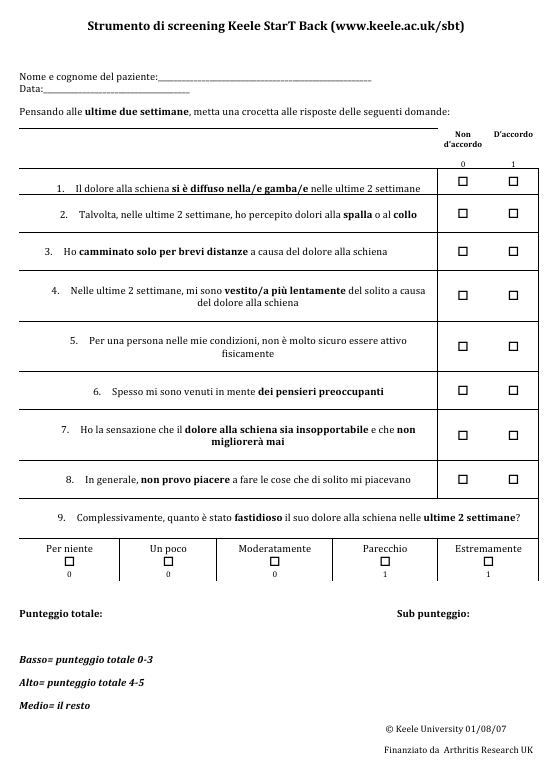 Strumento di screening Keele StarT Back (www.keele.ac.uk/sbt)
Nome e cognome del paziente:___________________________________________________
Data:___________________________________
Pensando alle ultime due settimane, metta una crocetta alle risposte delle seguenti domande:
Non d'accordo D'accordo
0 1
1. Il dolore alla schiena si è diffuso nella/e gamba/e nelle ultime 2 settimane
2. Talvolta, nelle ultime 2 settimane, ho percepito dolori alla spalla o al collo
3. Ho camminato solo per brevi distanze a causa del dolore alla schiena
4. Nelle ultime 2 settimane, mi sono vestito/a più lentamente del solito a causa
del dolore alla schiena
5. Per una persona nelle mie condizioni, non è molto sicuro essere attivo
fisicamente
6. Spesso mi sono venuti in mente dei pensieri preoccupanti
7. Ho la sensazione che il dolore alla schiena sia insopportabile e che non
migliorerà mai
8. In generale, non provo piacere a fare le cose che di solito mi piacevano
9. Complessivamente, quanto è stato fastidioso il suo dolore alla schiena nelle ultime 2 settimane?
Per niente Un poco Moderatamente Parecchio Estremamente
0 0 0 1 1
Punteggio totale: Sub punteggio:
Basso= punteggio totale 0-3
Alto= punteggio totale 4-5
Medio= il resto
© Keele University 01/08/07
Finanziato da Arthritis Research UK